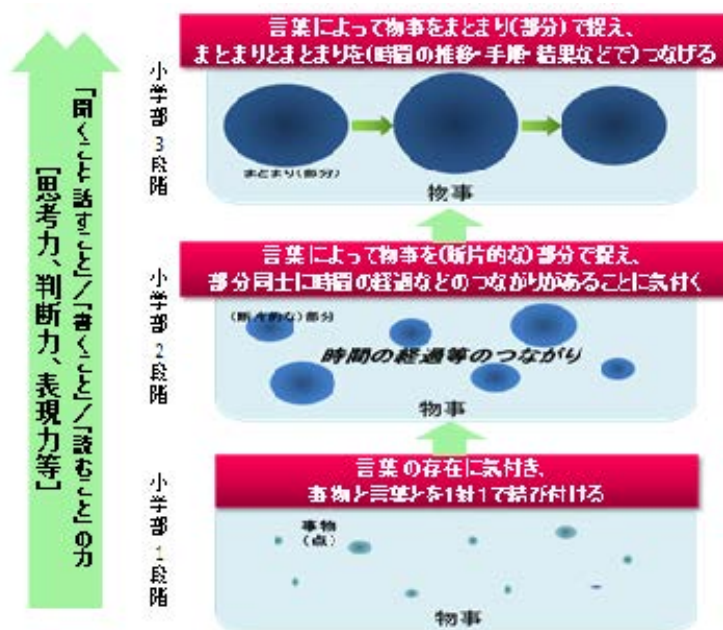 言葉によって物事をまとまり(部分)で捉え、
まとまりとまとまりを(時間の推移・手順・結果などで)つなげる
小学部3段階
まとまり(部分)
物事
言葉によって物事を(断片的な)部分で捉え、
部分同士に時間の経過などのつながりがあることに気付く
小学部2段階
(断片的な)部分
時間の経過等のつながり
物事
言葉の存在に気付き、
事物と言葉とを1対1で結び付ける
小学部1段階
事物
(点)
物事
「聞くこと・話すこと」/「書くこと」/「読むこと」の力
[思考力、判断力、表現力等]